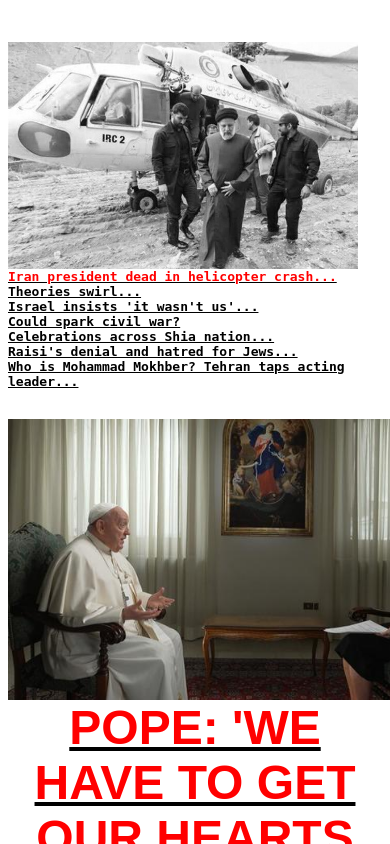 IRC 2
Iran president dead in helicopter crash...
Theories swirl...
Israel insists 'it wasn't us'...
Could spark civil war?
Celebrations across Shia nation...
Raisi's denial and hatred for Jews...
Who is Mohammad Mokhber? Tehran taps acting
leader...
POPE: 'WE
HAVE TO GET
OUR HEARTS